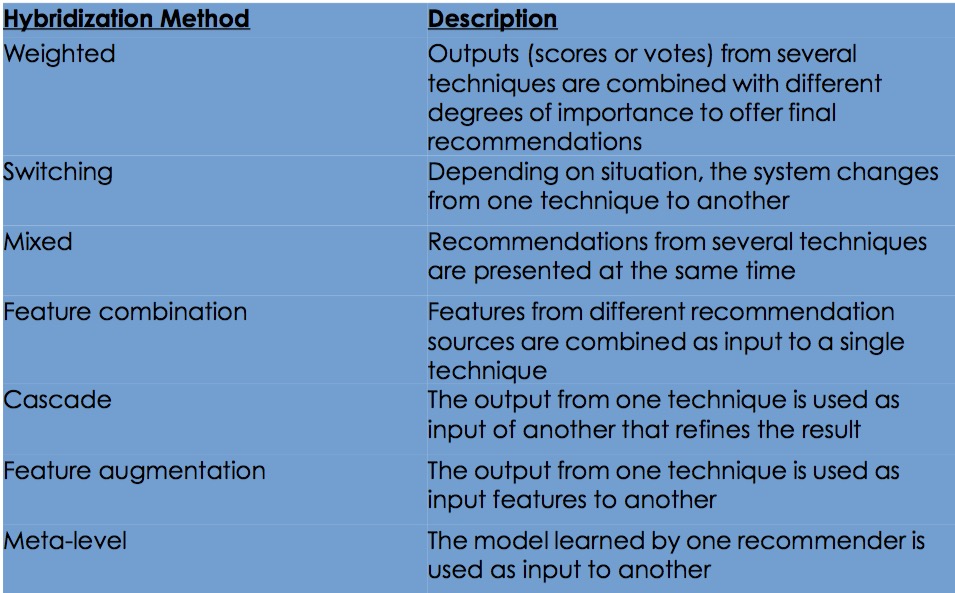 Hybridization Method Description
Weighted Outputs (scores or votes) from several
techniques are combined with different
degrees of importance to offer final
recommendations
Switching Depending on situation, the system changes
from one technique to another
Mixed Recommendations from several techniques
are presented at the same time
Feature combination Features from different recommendation
sources are combined as input to a single
technique
Cascade The output from one technique is used as
input of another that refines the result
Feature augmentation The output from one technique is used as
input features to another
Meta-level The model learned by one recommender is
used as input to another